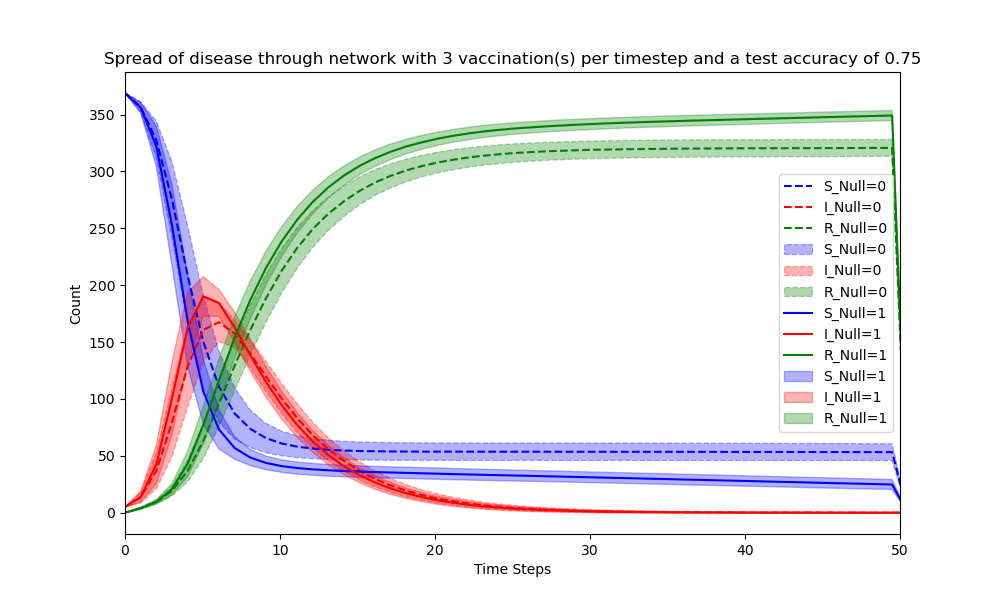 Spread of disease through network with 3 vaccination(s) per timestep and a test accuracy of 0.75
350
300
250
200
150
100
50
0
Count
S_Null=0
I_Null=0
R_Null=0
S_Null=0
I_Null=0
R_Null=0
S_Null=1
I_Null=1
R_Null=1
S_Null=1
I_Null=1
R_Null=1
0 10 20 30 40 50
Time Steps